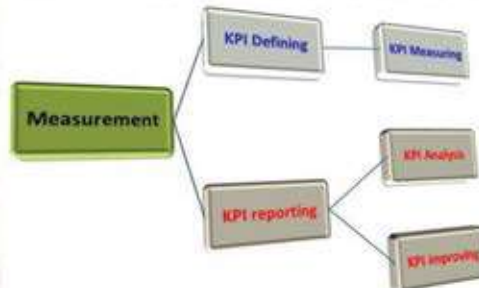 KPI Defining
KPI Measuring
Measurement
KPI Analysis
KPI reporting
KPI improving